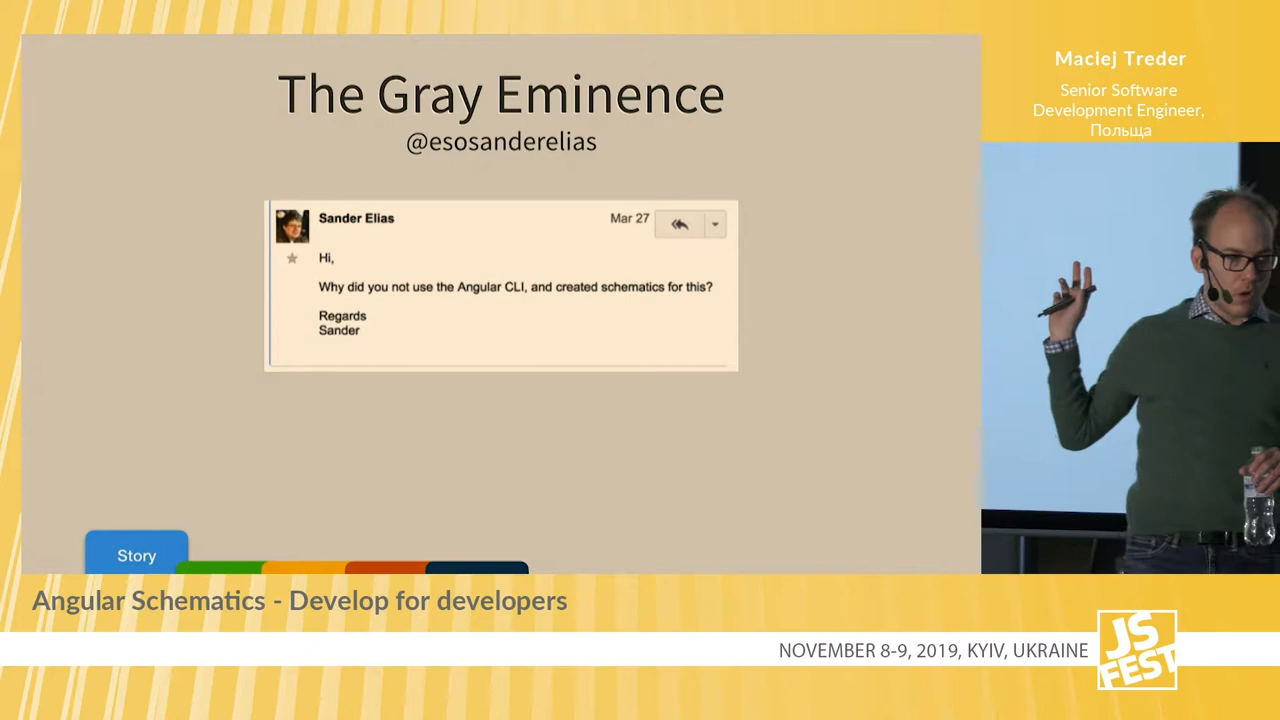 The Gray Eminence
@esosanderelias
Sander Elias
Mar 27
Hi,
Why did you not use the Angular CLI, and created schematics for this?
Regards
Sander
Story
Maciej Treder
Senior Software
Development Engineer,
Польща
Angular Schematics - Develop for developers
NOVEMBER 8-9, 2019, KYIV, UKRAINE
JS
FEST